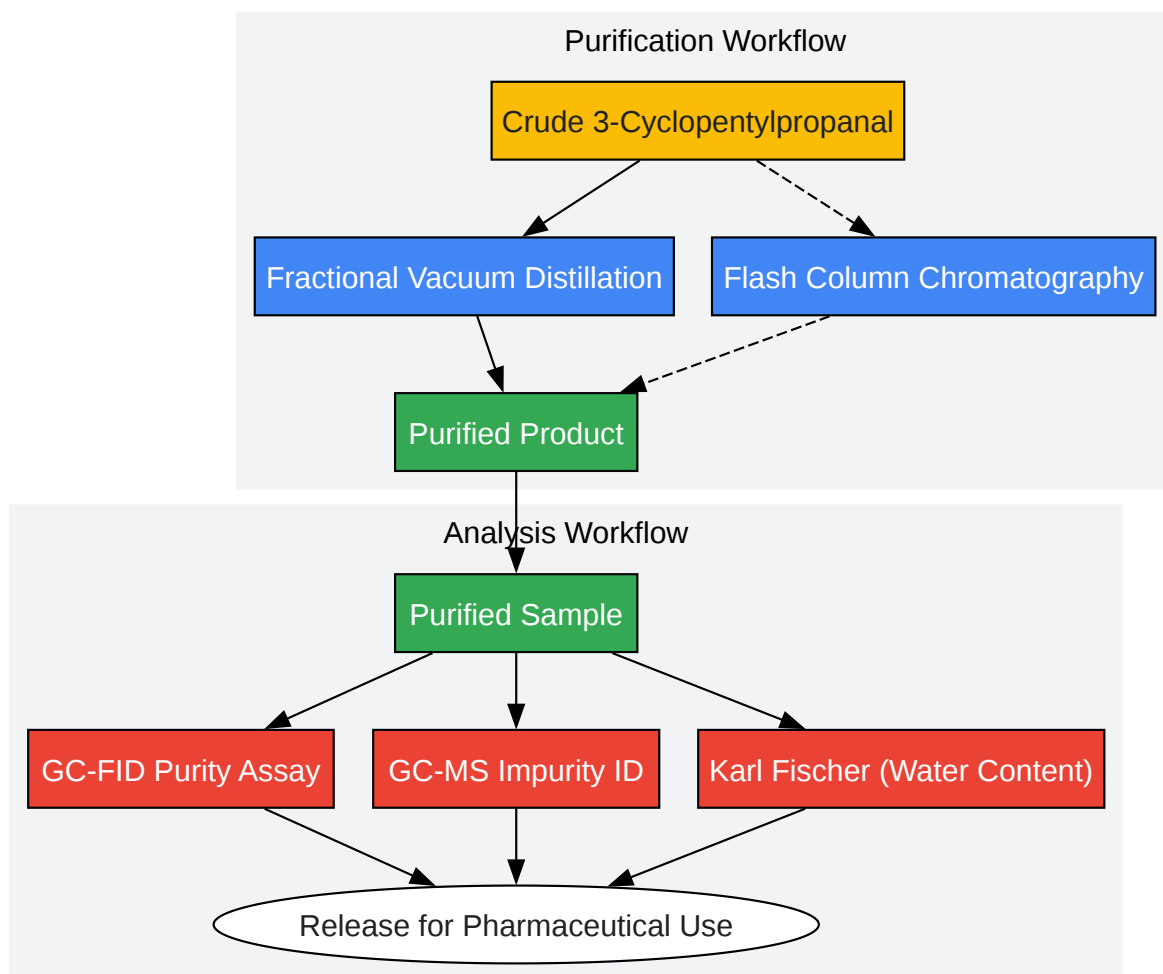 Purification Workflow
Crude 3-Cyclopentylpropanal
Fractional Vacuum Distillation
Flash Column Chromatography
Purified Product
Analysis Workflow
Purified Sample
GC-FID Purity Assay
GC-MS Impurity ID
Karl Fischer (Water Content)
Release for Pharmaceutical Use